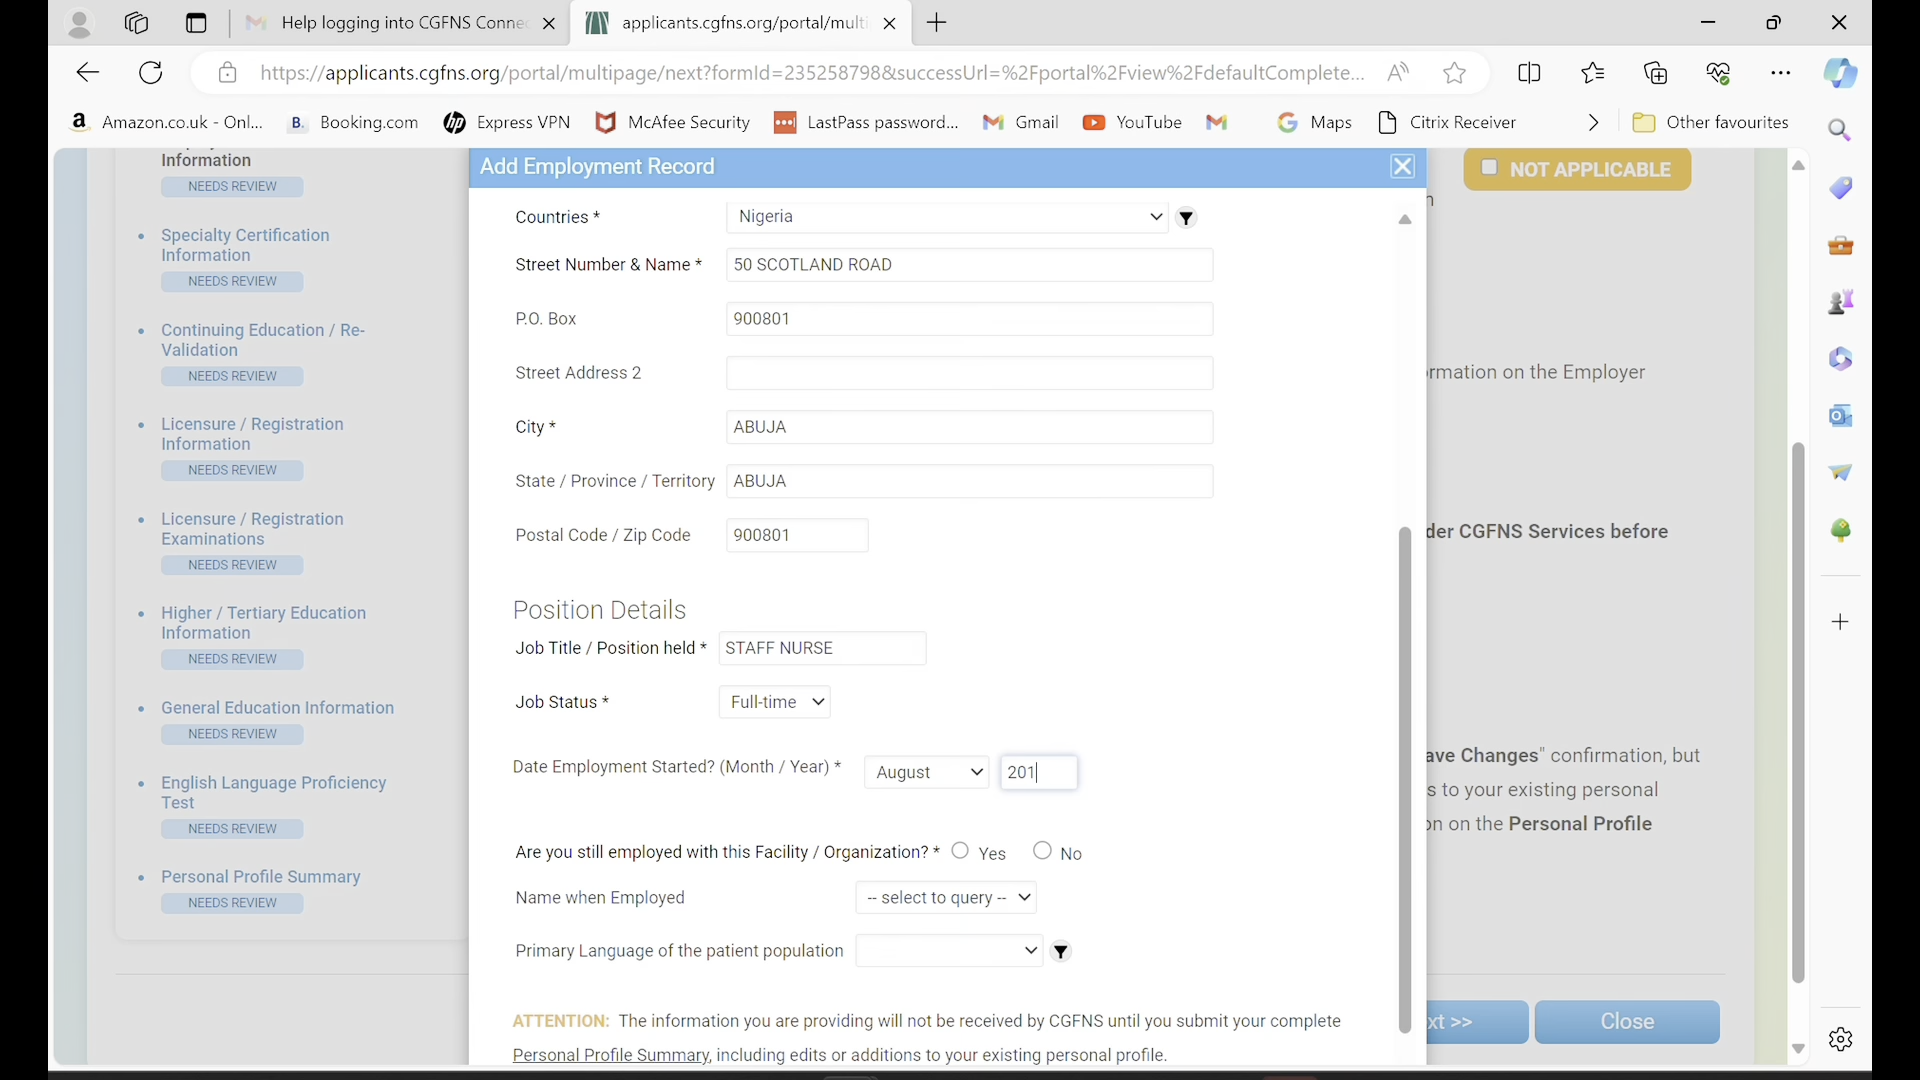 Help logging into CGFNS Connec
applicants.cgfns.org/portal/multi
https://applicants.cgfns.org/portal/multipage/next?formId=235258798&successUrl=%2Fportal%2Fview%2FdefaultComplete...
Amazon.co.uk - Onl...
B. Booking.com
Express VPN
McAfee Security
LastPass password...
Gmail
YouTube
Maps
Citrix Receiver
Other favourites
Information
NEEDS REVIEW
Specialty Certification
Information
NEEDS REVIEW
Continuing Education / Re-
Validation
NEEDS REVIEW
Licensure / Registration
Information
NEEDS REVIEW
Licensure / Registration
Examinations
NEEDS REVIEW
Higher / Tertiary Education
Information
NEEDS REVIEW
General Education Information
NEEDS REVIEW
English Language Proficiency
Test
NEEDS REVIEW
Personal Profile Summary
NEEDS REVIEW
Add Employment Record
Countries * Nigeria
Street Number & Name * 50 SCOTLAND ROAD
P.O. Box 900801
Street Address 2
City * ABUJA
State / Province / Territory ABUJA
Postal Code / Zip Code 900801
Position Details
Job Title / Position held * STAFF NURSE
Job Status * Full-time
Date Employment Started? (Month / Year) * August 201
Are you still employed with this Facility / Organization? * Yes No
Name when Employed -- select to query --
Primary Language of the patient population
ATTENTION: The information you are providing will not be received by CGFNS until you submit your complete
Personal Profile Summary, including edits or additions to your existing personal profile.
NOT APPLICABLE
n
rmation on the Employer
der CGFNS Services before
ave Changes" confirmation, but
s to your existing personal
on on the Personal Profile
xt >>
Close